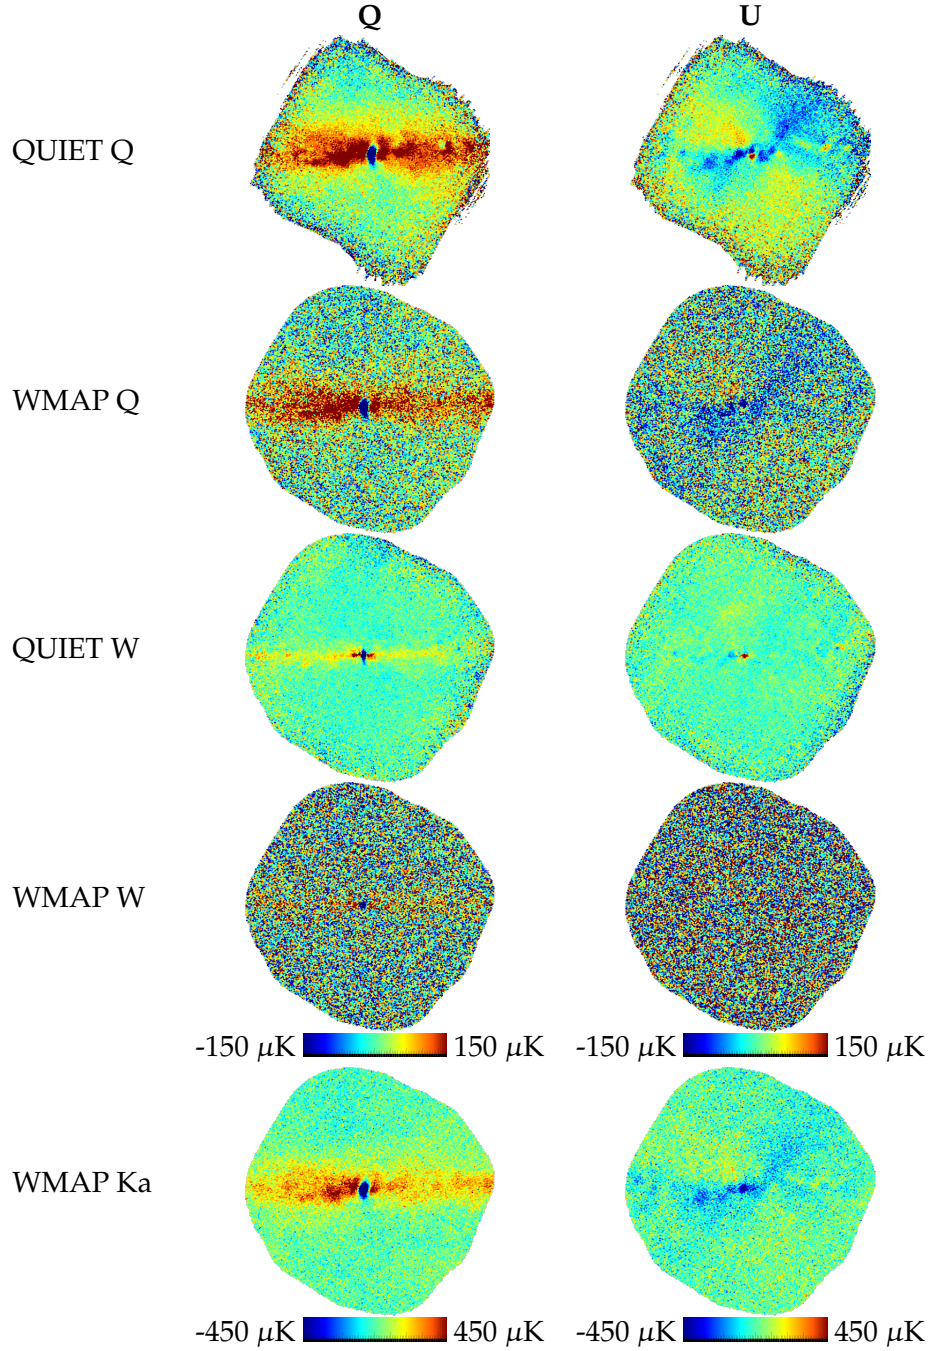 Q U
QUIET Q
WMAP Q
QUIET W
WMAP W
-150 μK 150 μK -150 μK 150 μK
WMAP Ka
-450 μK 450 μK -450 μK 450 μK